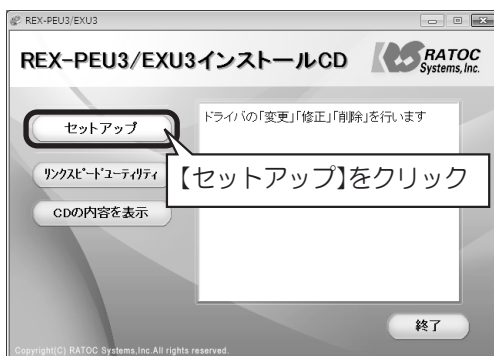 REX-PEU3/EXU3
REX-PEU3/EXU3インストールCD
RATOC
Systems, Inc.
セットアップ
ドライバの「変更」「修正」「削除」を行います
【セットアップ】をクリック
リンクスピードユーティリティ
CDの内容を表示
終了
Copyright(C) RATOC Systems,Inc.All rights reserved.